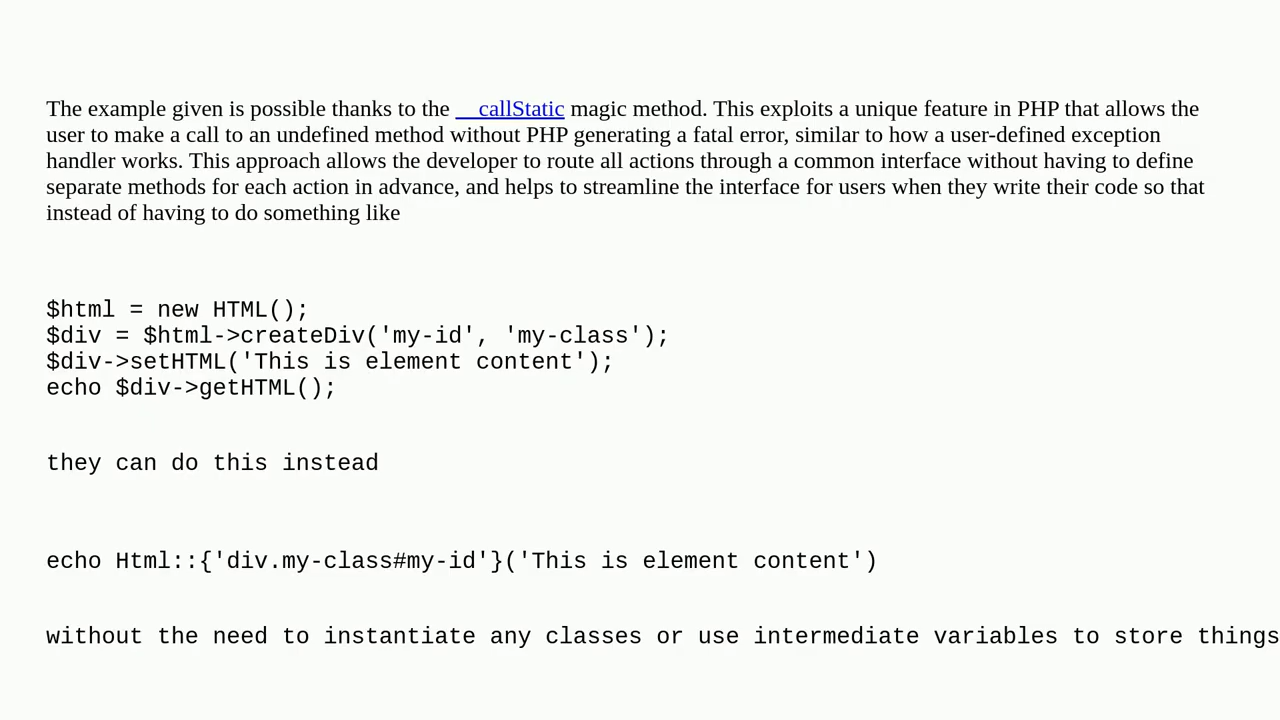 The example given is possible thanks to the __callStatic magic method. This exploits a unique feature in PHP that allows the
user to make a call to an undefined method without PHP generating a fatal error, similar to how a user-defined exception
handler works. This approach allows the developer to route all actions through a common interface without having to define
separate methods for each action in advance, and helps to streamline the interface for users when they write their code so that
instead of having to do something like
$html = new HTML();
$div = $html->createDiv('my-id', 'my-class');
$div->setHTML('This is element content');
echo $div->getHTML();
they can do this instead
echo Html::{'div.my-class#my-id'}('This is element content')
without the need to instantiate any classes or use intermediate variables to store things